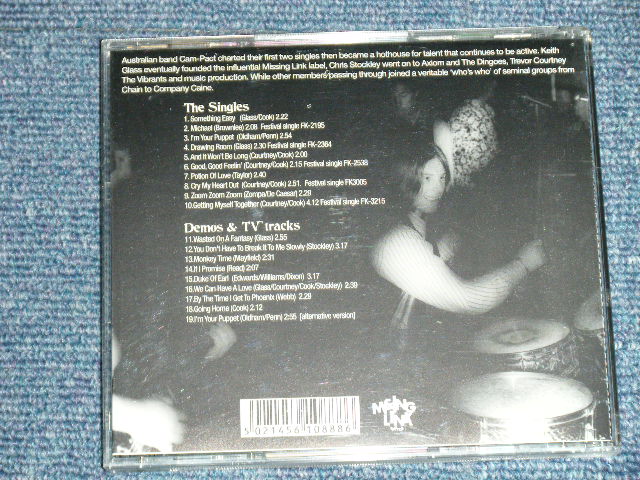 Australian band Cam-Pact charted their first two singles then became a hothouse for talent that continues to be active. Keith
Glass eventually founded the influential Missing Link label, Chris Stockley went on to Axiom and The Dingoes, Trevor Courtney
The Vibrants and music production. While other members passing through joined a veritable 'who's who' of seminal groups from
Chain to Company Caine.
The Singles
1. Something Easy (Glass/Cook) 2.22
2. Michael (Brownlee) 2.08 Festival single FK-2195
3. I'm Your Puppet (Oldham/Penn) 2.54
4. Drawing Room (Glass) 2.30 Festival single FK-2364
5. And It Won't Be Long (Courtney/Cook) 2.00
6. Good, Good Feelin' (Courtney/Cook) 2.15 Festival single FK-2538
7. Potion Of Love (Taylor) 2.40
8. Cry My Heart Out (Courtney/Cook) 2.51. Festival single FK3005
9. Zoom Zoom Zoom (Zompa/De Caesar) 2.29
10.Getting Myself Together (Courtney/Cook) 4.12 Festival single FK-3215
Demos & TV tracks
11.Wasted On A Fantasy (Glass) 2.55
12.You Don't Have To Break It To Me Slowly (Stockley) 3.17
13.Monkey Time (Mayfield) 2:31
14.It I Promise (Read) 2:07
15.Duke Of Earl (Edwards/Williams/Dixon) 3.17
16.We Can Have A Love (Glass/Courtney/Cook/Stockley) 2:39
17.By The Time I Get To Phoenix (Webb) 2.29
18.Going Home (Cook) 2.12
19.I'm Your Puppet (Oldham/Penn) 2:55 [alternative version]
5 021456 108886
MISSING
LINK